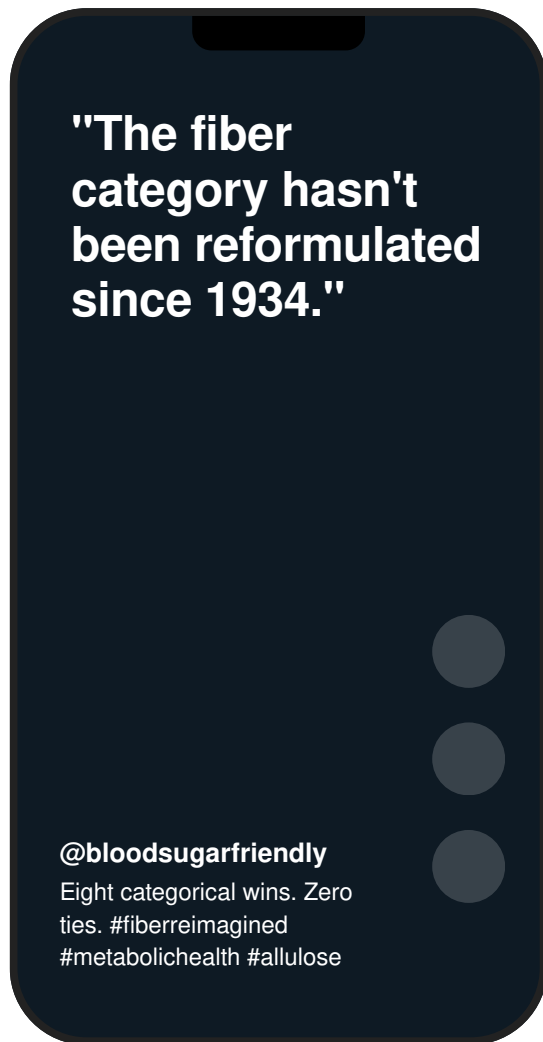 "The fiber
category hasn't
been reformulated
since 1934."
@bloodsugarfriendly
Eight categorical wins. Zero
ties. #fiberreimagined
#metabolichealth #allulose